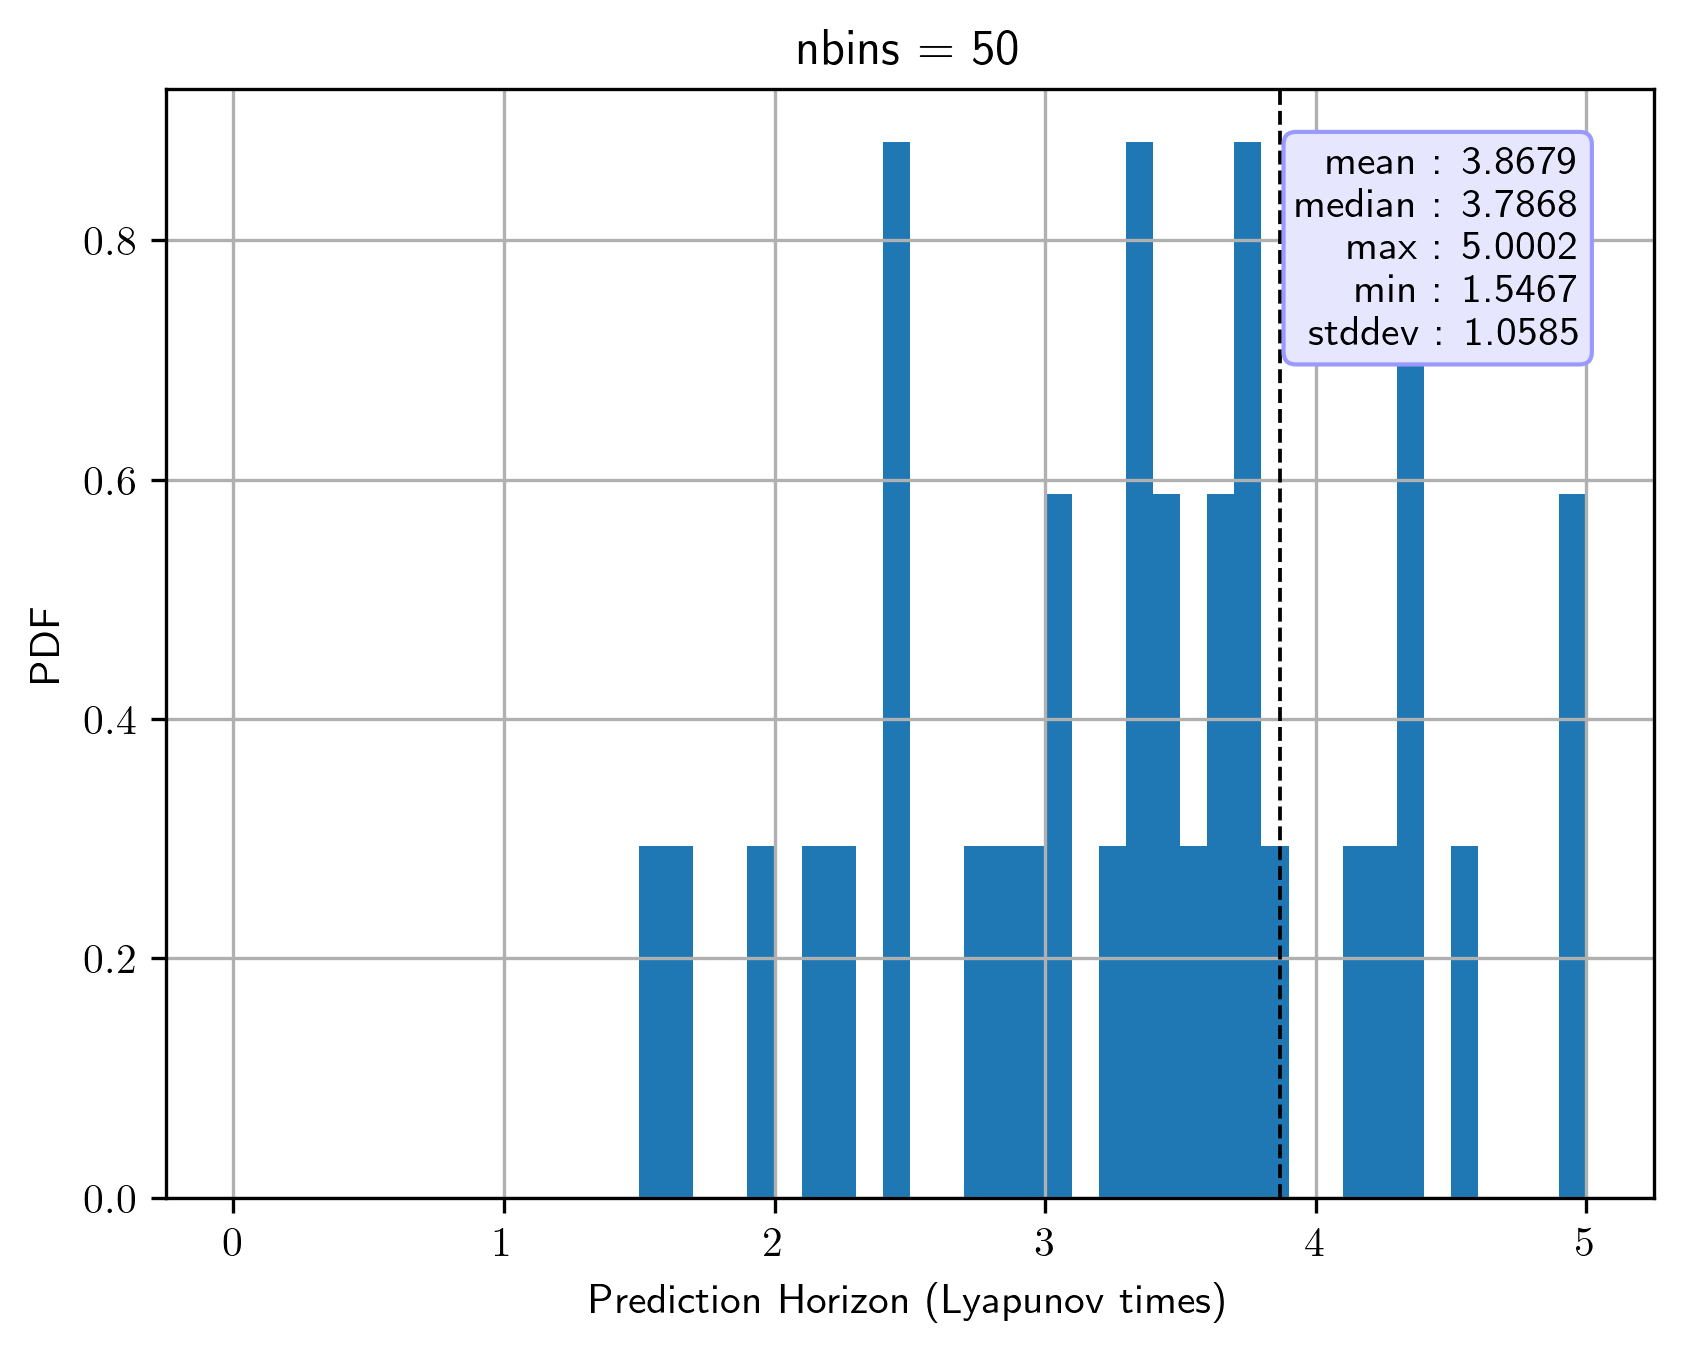 nbins = 50
mean : 3.8679
median : 3.7868
max : 5.0002
min : 1.5467
stddev : 1.0585
PDF
0.8
0.6
0.4
0.2
0.0
0 1 2 3 4 5
Prediction Horizon (Lyapunov times)